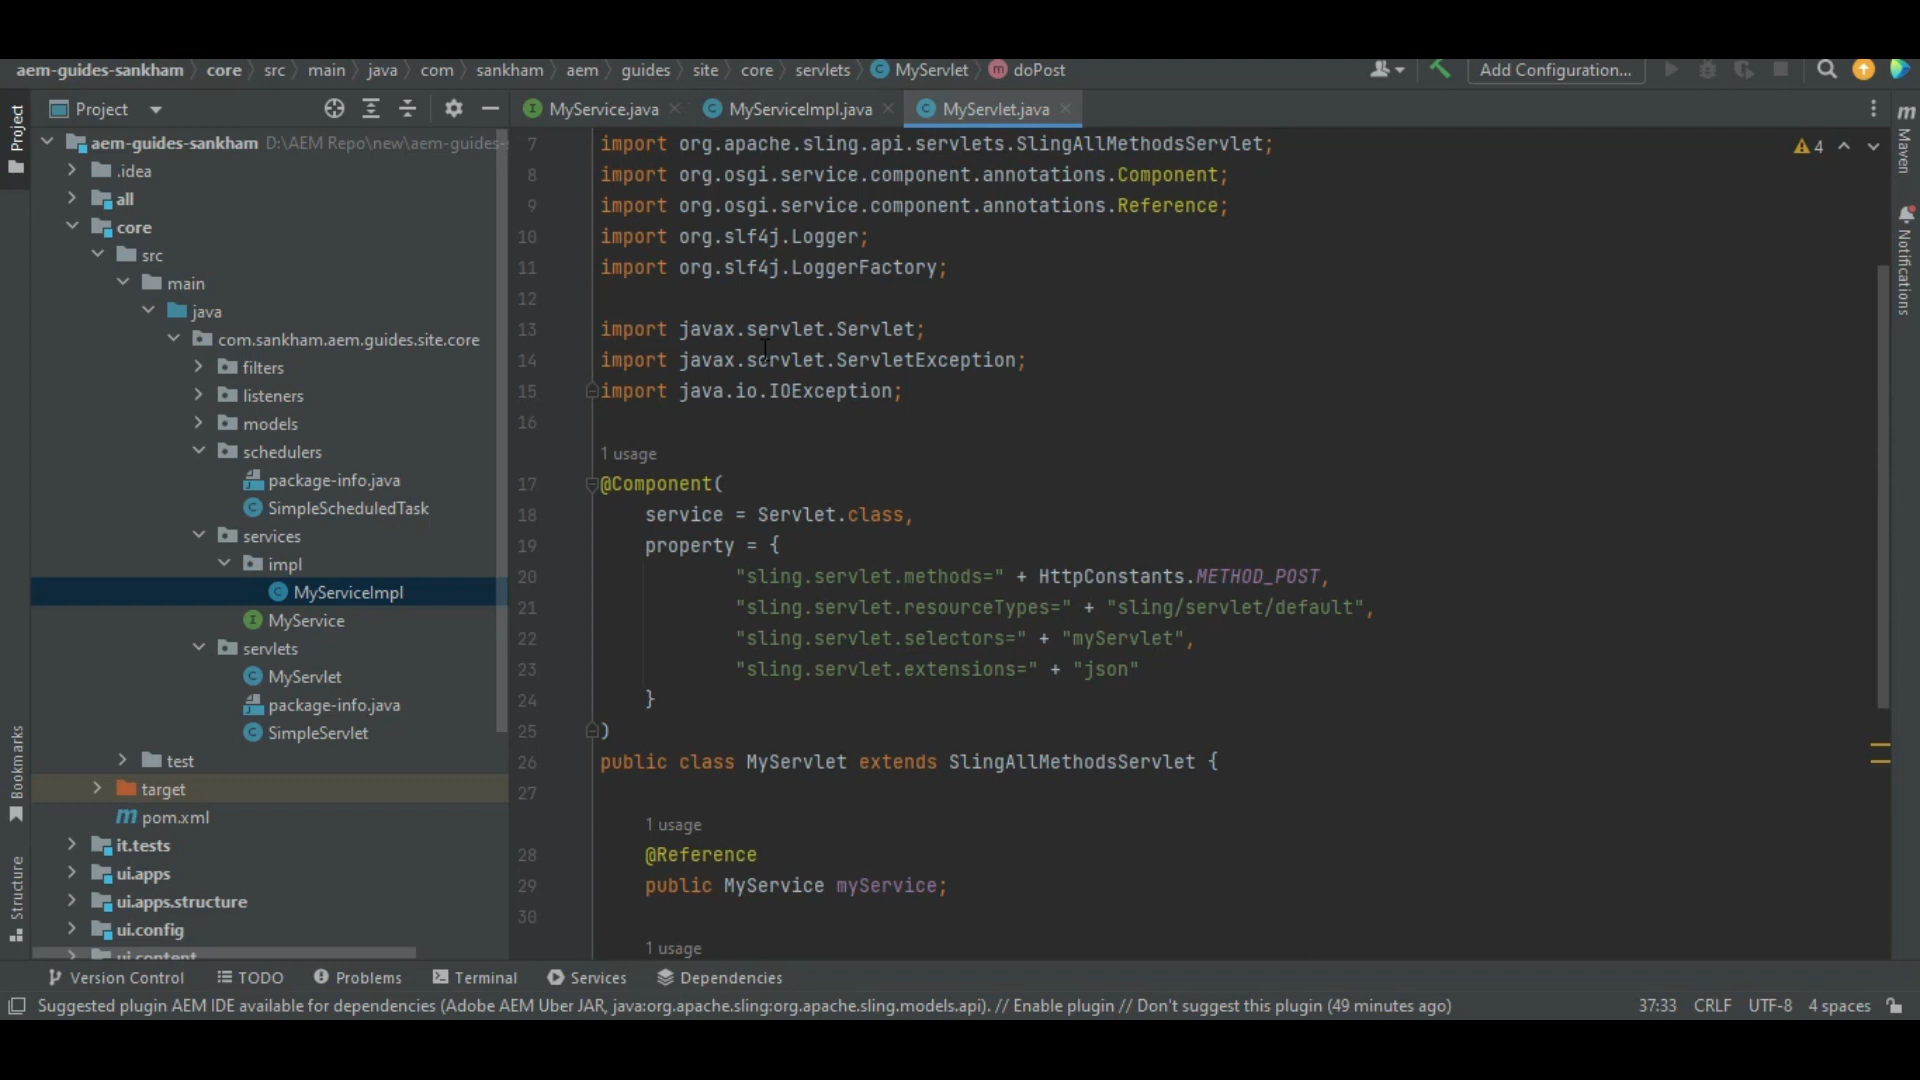 aem-guides-sankham core src main java com sankham aem guides site core servlets MyServlet doPost Add Configuration...
Project
MyService.java MyServiceImpl.java MyServlet.java
Project
aem-guides-sankham D:\AEM Repo\new\aem-guides-s
.idea
all
core
src
main
java
com.sankham.aem.guides.site.core
filters
listeners
models
schedulers
package-info.java
SimpleScheduledTask
services
impl
MyServiceImpl
MyService
servlets
MyServlet
package-info.java
SimpleServlet
test
target
pom.xml
it.tests
ui.apps
ui.apps.structure
ui.config
ui.content
Bookmarks
Structure
7 import org.apache.sling.api.servlets.SlingAllMethodsServlet;
8 import org.osgi.service.component.annotations.Component;
9 import org.osgi.service.component.annotations.Reference;
10 import org.slf4j.Logger;
11 import org.slf4j.LoggerFactory;
12
13 import javax.servlet.Servlet;
14 import javax.servlet.ServletException;
15 import java.io.IOException;
16
1 usage
17 @Component(
18 service = Servlet.class,
19 property = {
20 "sling.servlet.methods=" + HttpConstants.METHOD_POST,
21 "sling.servlet.resourceTypes=" + "sling/servlet/default",
22 "sling.servlet.selectors=" + "myServlet",
23 "sling.servlet.extensions=" + "json"
24 }
25 )
26 public class MyServlet extends SlingAllMethodsServlet {
27
1 usage
28 @Reference
29 public MyService myService;
30
1 usage
4
m
Maven
Notifications
Version Control TODO Problems Terminal Services Dependencies
Suggested plugin AEM IDE available for dependencies (Adobe AEM Uber JAR, java:org.apache.sling:org.apache.sling.models.api). // Enable plugin // Don't suggest this plugin (49 minutes ago) 37:33 CRLF UTF-8 4 spaces